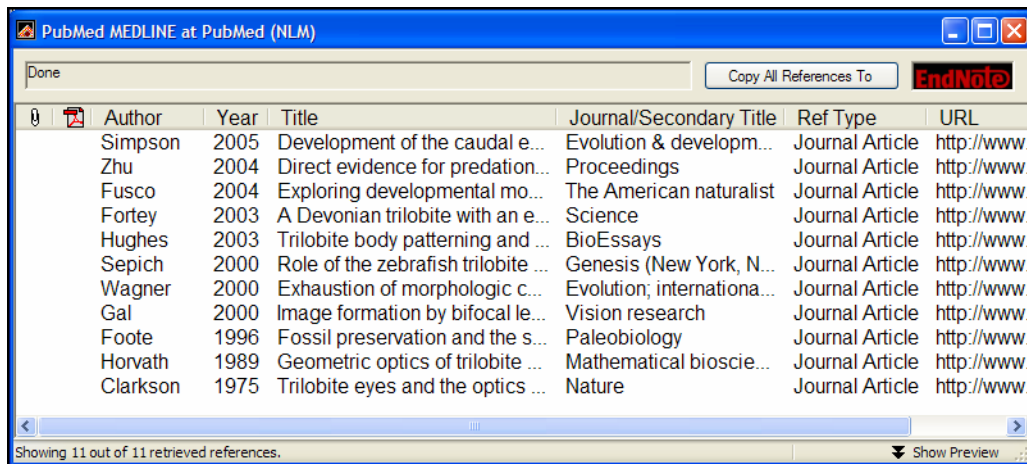 PubMed MEDLINE at PubMed (NLM)
Done Copy All References To EndNote
Author Year Title Journal/Secondary Title Ref Type URL
Simpson 2005 Development of the caudal e... Evolution & developm... Journal Article http://www.
Zhu 2004 Direct evidence for predation... Proceedings Journal Article http://www.
Fusco 2004 Exploring developmental mo... The American naturalist Journal Article http://www.
Fortey 2003 A Devonian trilobite with an e... Science Journal Article http://www.
Hughes 2003 Trilobite body patterning and ... BioEssays Journal Article http://www.
Sepich 2000 Role of the zebrafish trilobite ... Genesis (New York, N... Journal Article http://www.
Wagner 2000 Exhaustion of morphologic c... Evolution; internationa... Journal Article http://www.
Gal 2000 Image formation by bifocal le... Vision research Journal Article http://www.
Foote 1996 Fossil preservation and the s... Paleobiology Journal Article http://www.
Horvath 1989 Geometric optics of trilobite ... Mathematical bioscie... Journal Article http://www.
Clarkson 1975 Trilobite eyes and the optics ... Nature Journal Article http://www.
Showing 11 out of 11 retrieved references. Show Preview